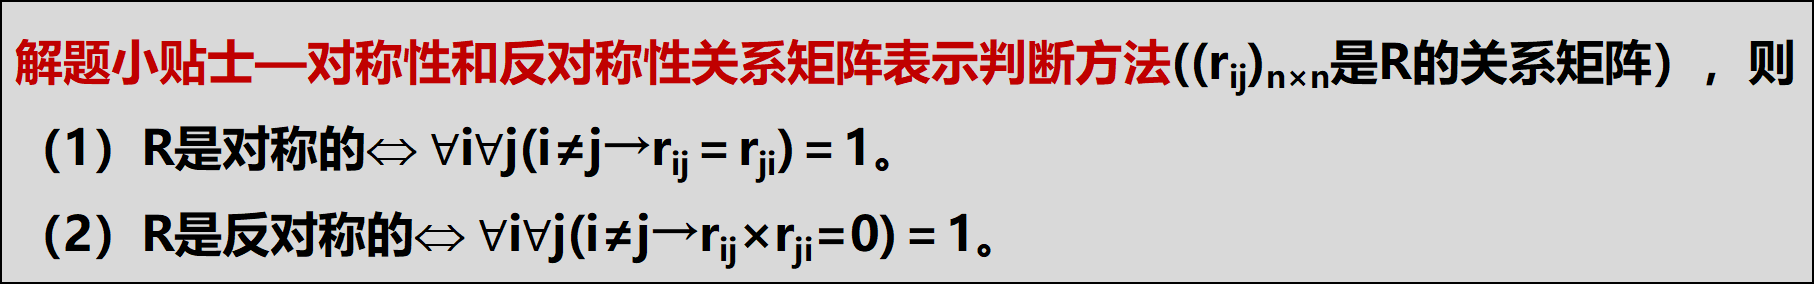 解题小贴士—对称性和反对称性关系矩阵表示判断方法((rij)n×n是R的关系矩阵），则
（1）R是对称的⇔ ∀i∀j(i≠j→rij＝rji)＝1。
（2）R是反对称的⇔ ∀i∀j(i≠j→rij×rji=0)＝1。